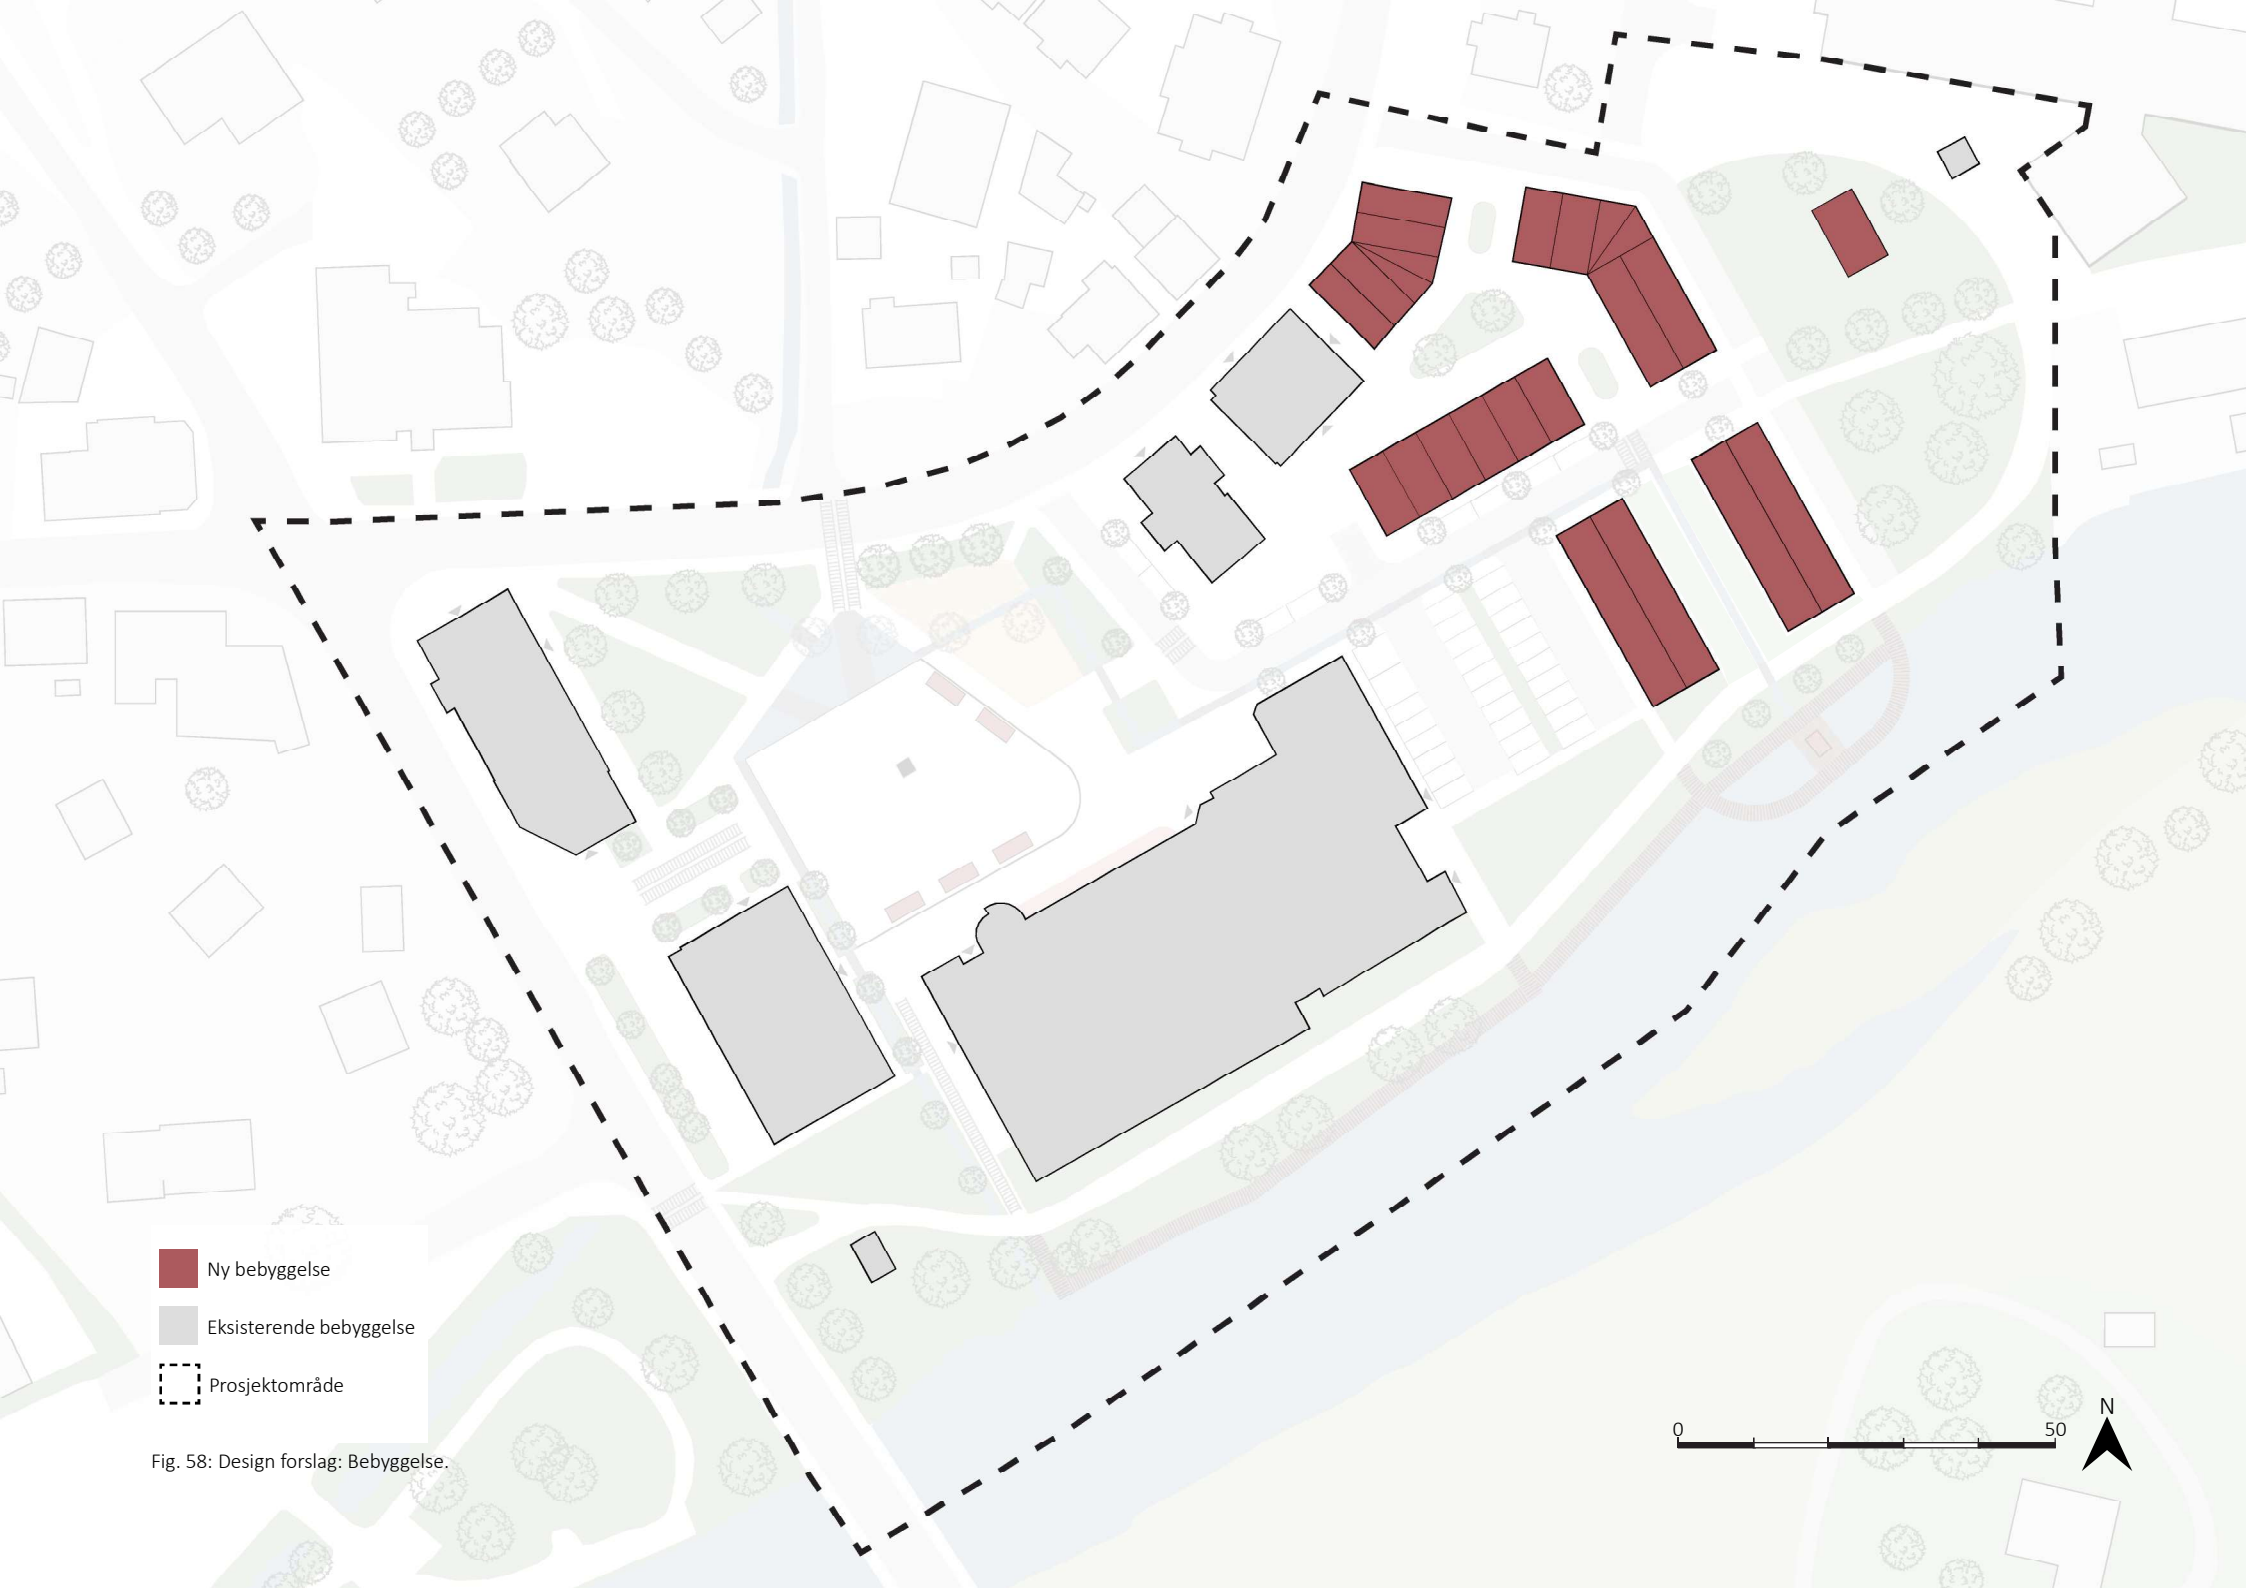 Ny bebyggelse
Eksisterende bebyggelse
Prosjektområde
Fig. 58: Design forslag: Bebyggelse.
0 50
N